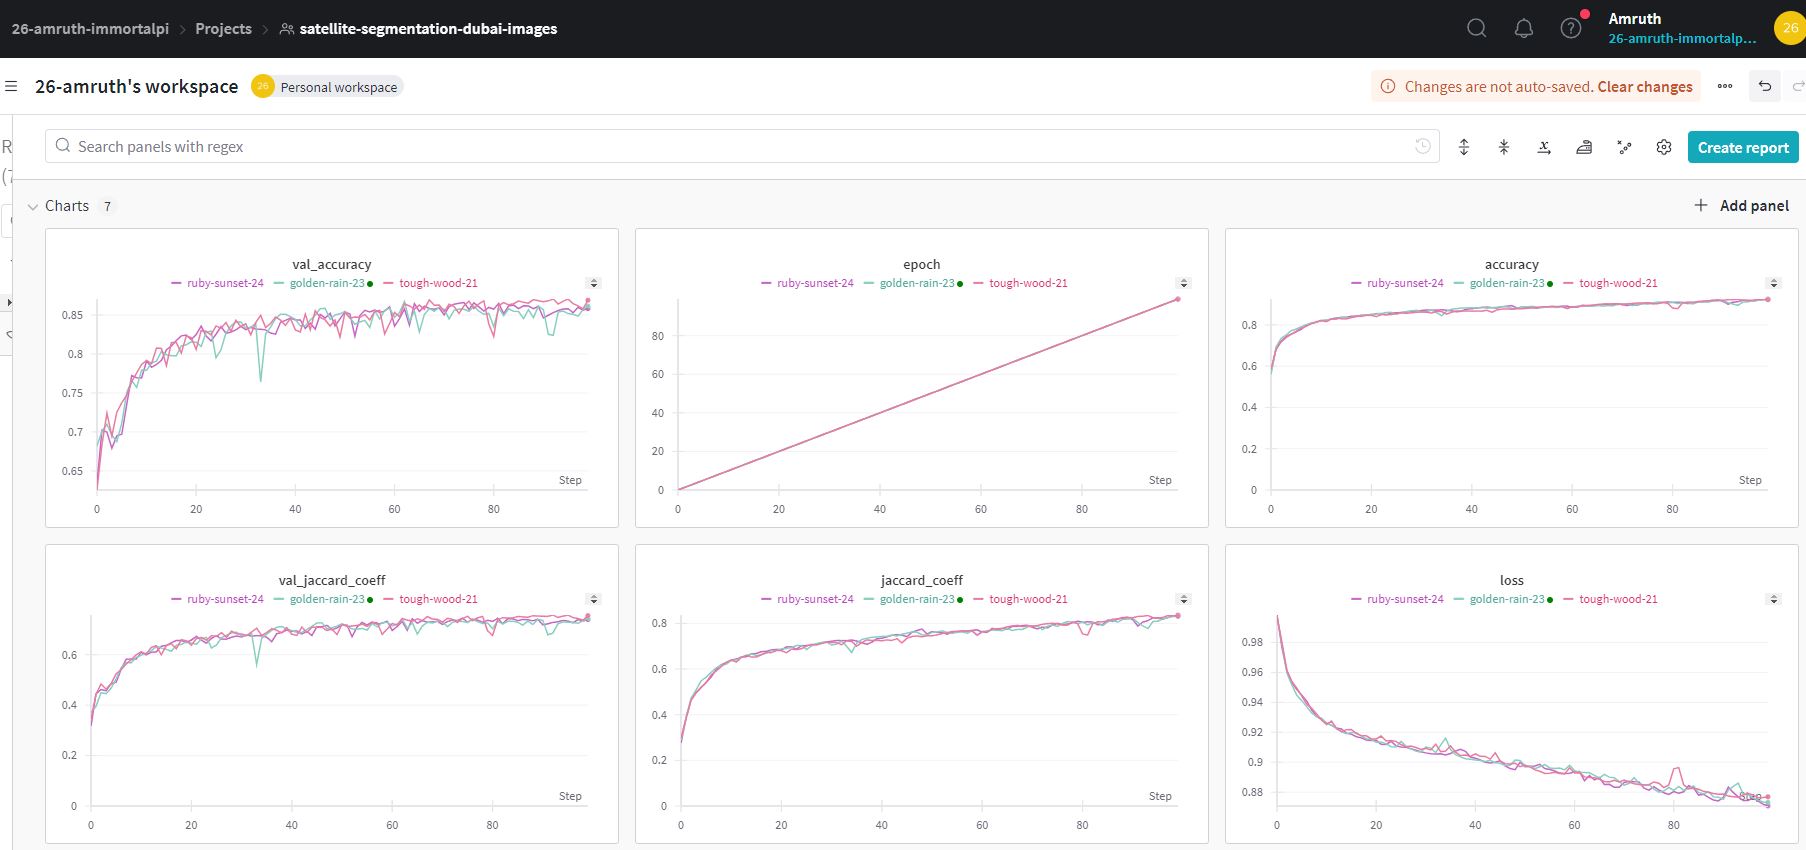 26-amruth-immortalpi > Projects > satellite-segmentation-dubai-images
Amruth
26-amruth-immortalp...
26
26-amruth's workspace 26 Personal workspace
Changes are not auto-saved. Clear changes
Search panels with regex
Create report
Charts 7
Add panel
val_accuracy
ruby-sunset-24 golden-rain-23 tough-wood-21
0.85
0.8
0.75
0.7
0.65
Step
0 20 40 60 80
epoch
ruby-sunset-24 golden-rain-23 tough-wood-21
80
60
40
20
0
Step
0 20 40 60 80
accuracy
ruby-sunset-24 golden-rain-23 tough-wood-21
0.8
0.6
0.4
0.2
0
Step
0 20 40 60 80
val_jaccard_coeff
ruby-sunset-24 golden-rain-23 tough-wood-21
0.6
0.4
0.2
0
Step
0 20 40 60 80
jaccard_coeff
ruby-sunset-24 golden-rain-23 tough-wood-21
0.8
0.6
0.4
0.2
0
Step
0 20 40 60 80
loss
ruby-sunset-24 golden-rain-23 tough-wood-21
0.98
0.96
0.94
0.92
0.9
0.88
Step
0 20 40 60 80